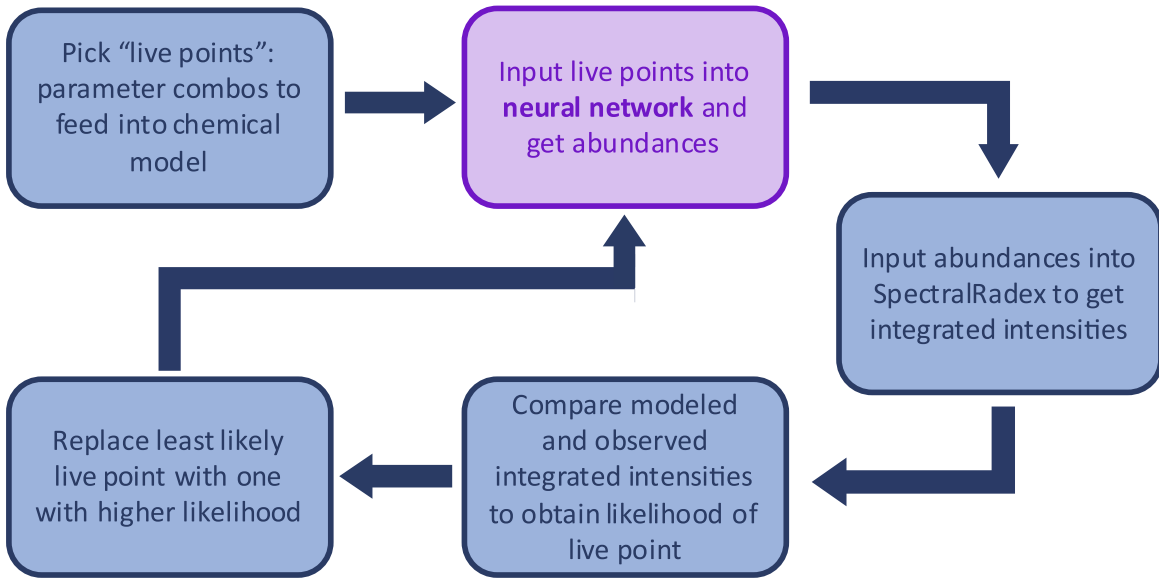 Pick “live points”:
parameter combos to
feed into chemical
model
Input live points into
neural network and
get abundances
Input abundances into
SpectralRadex to get
integrated intensities
Compare modeled
and observed
integrated intensities
to obtain likelihood of
live point
Replace least likely
live point with one
with higher likelihood